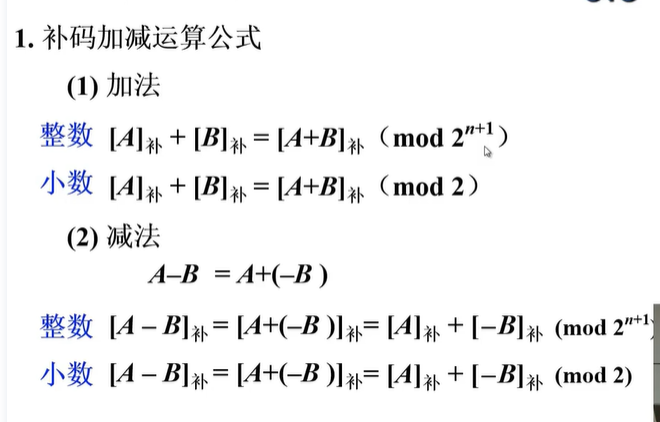 1. 补码加减运算公式
(1) 加法
整数 [A]补 + [B]补 = [A+B]补（mod 2ⁿ⁺¹）
小数 [A]补 + [B]补 = [A+B]补（mod 2）
(2) 减法
A–B = A+(–B )
整数 [A – B]补= [A+(–B )]补= [A]补 + [–B]补 (mod 2ⁿ⁺¹)
小数 [A – B]补= [A+(–B )]补= [A]补 + [–B]补 (mod 2)